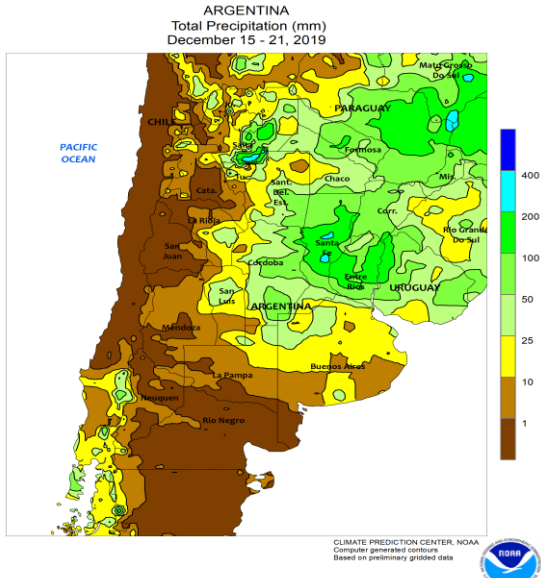 ARGENTINA
Total Precipitation (mm)
December 15 - 21, 2019
Mato Grosso
Do Sul
PARAGUAY
CHILE
PACIFIC
OCEAN
Formosa
Chaco
Mis.
Sant.
Del.
Est.
Cata.
Corr.
La Rioja
Rio Grande
Do Sul
Santa
Fe
San
Juan
Cordoba
Entre
Rios
URUGUAY
San
Luis
ARGENTINA
Mendoza
Buenos Aires
La Pampa
Neuquen
Rio Negro
400
200
100
50
25
10
1
CLIMATE PREDICTION CENTER, NOAA
Computer generated contours
Based on preliminary gridded data
NOAA